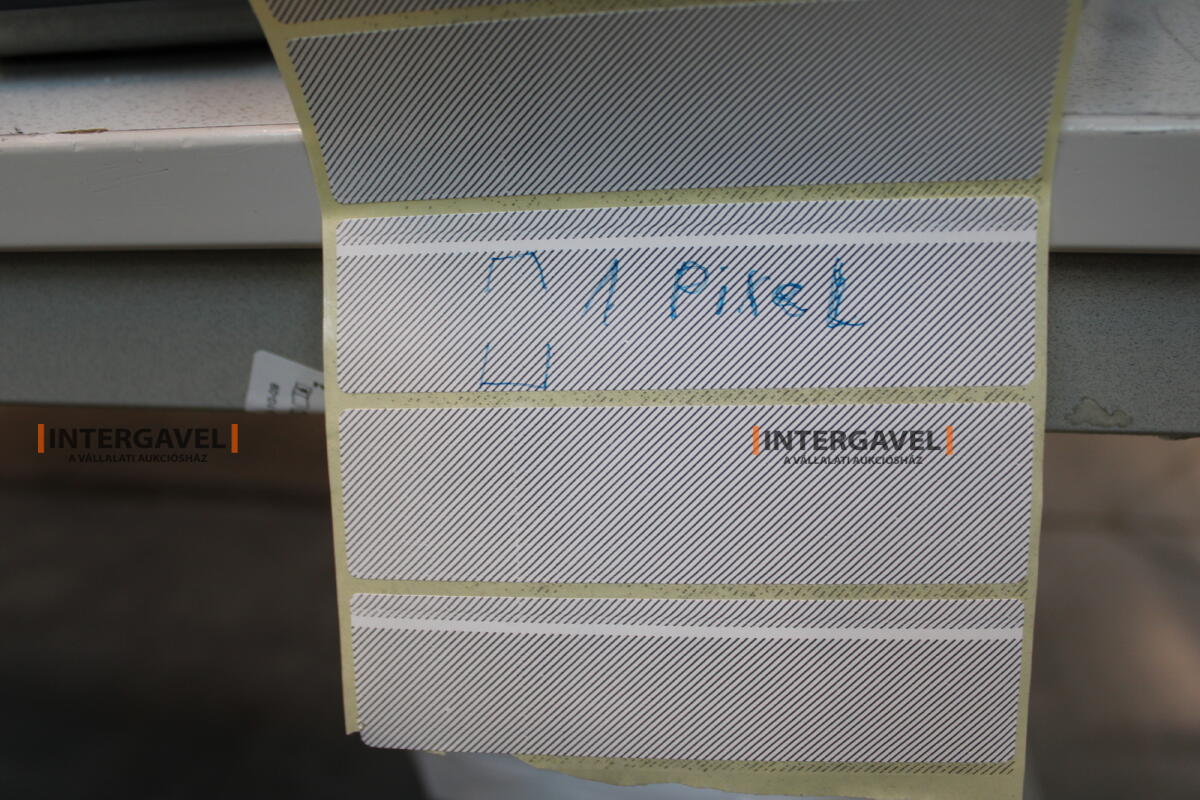 1 Pixel
INTERGAVEL
A VÁLLALATI AUKCIÓSHÁZ
INTERGAVEL
A VÁLLALATI AUKCIÓSHÁZ